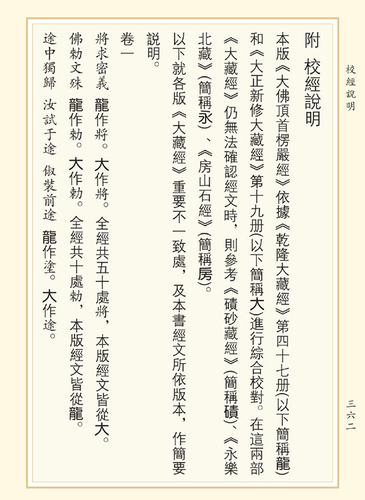 校經說明
附 校經說明
本版《大佛頂首楞嚴經》依據《乾隆大藏經》第四十七册(以下簡稱龍)
和《大正新修大藏經》第十九册(以下簡稱大)進行綜合校對。在這兩部
《大藏經》仍無法確認經文時，則參考《磧砂藏經》(簡稱磧)、《永樂
北藏》(簡稱永)、《房山石經》(簡稱房)。
以下就各版《大藏經》重要不一致處，及本書經文所依版本，作簡要
說明。
卷一
將求密義 龍作將。大作將。全經共五十處將，本版經文皆從大。
佛勅文殊 龍作勅。大作敕。全經共十處勅，本版經文皆從龍。
途中獨歸 汝試于途 俶裝前途 龍作塗。大作途。
三六二